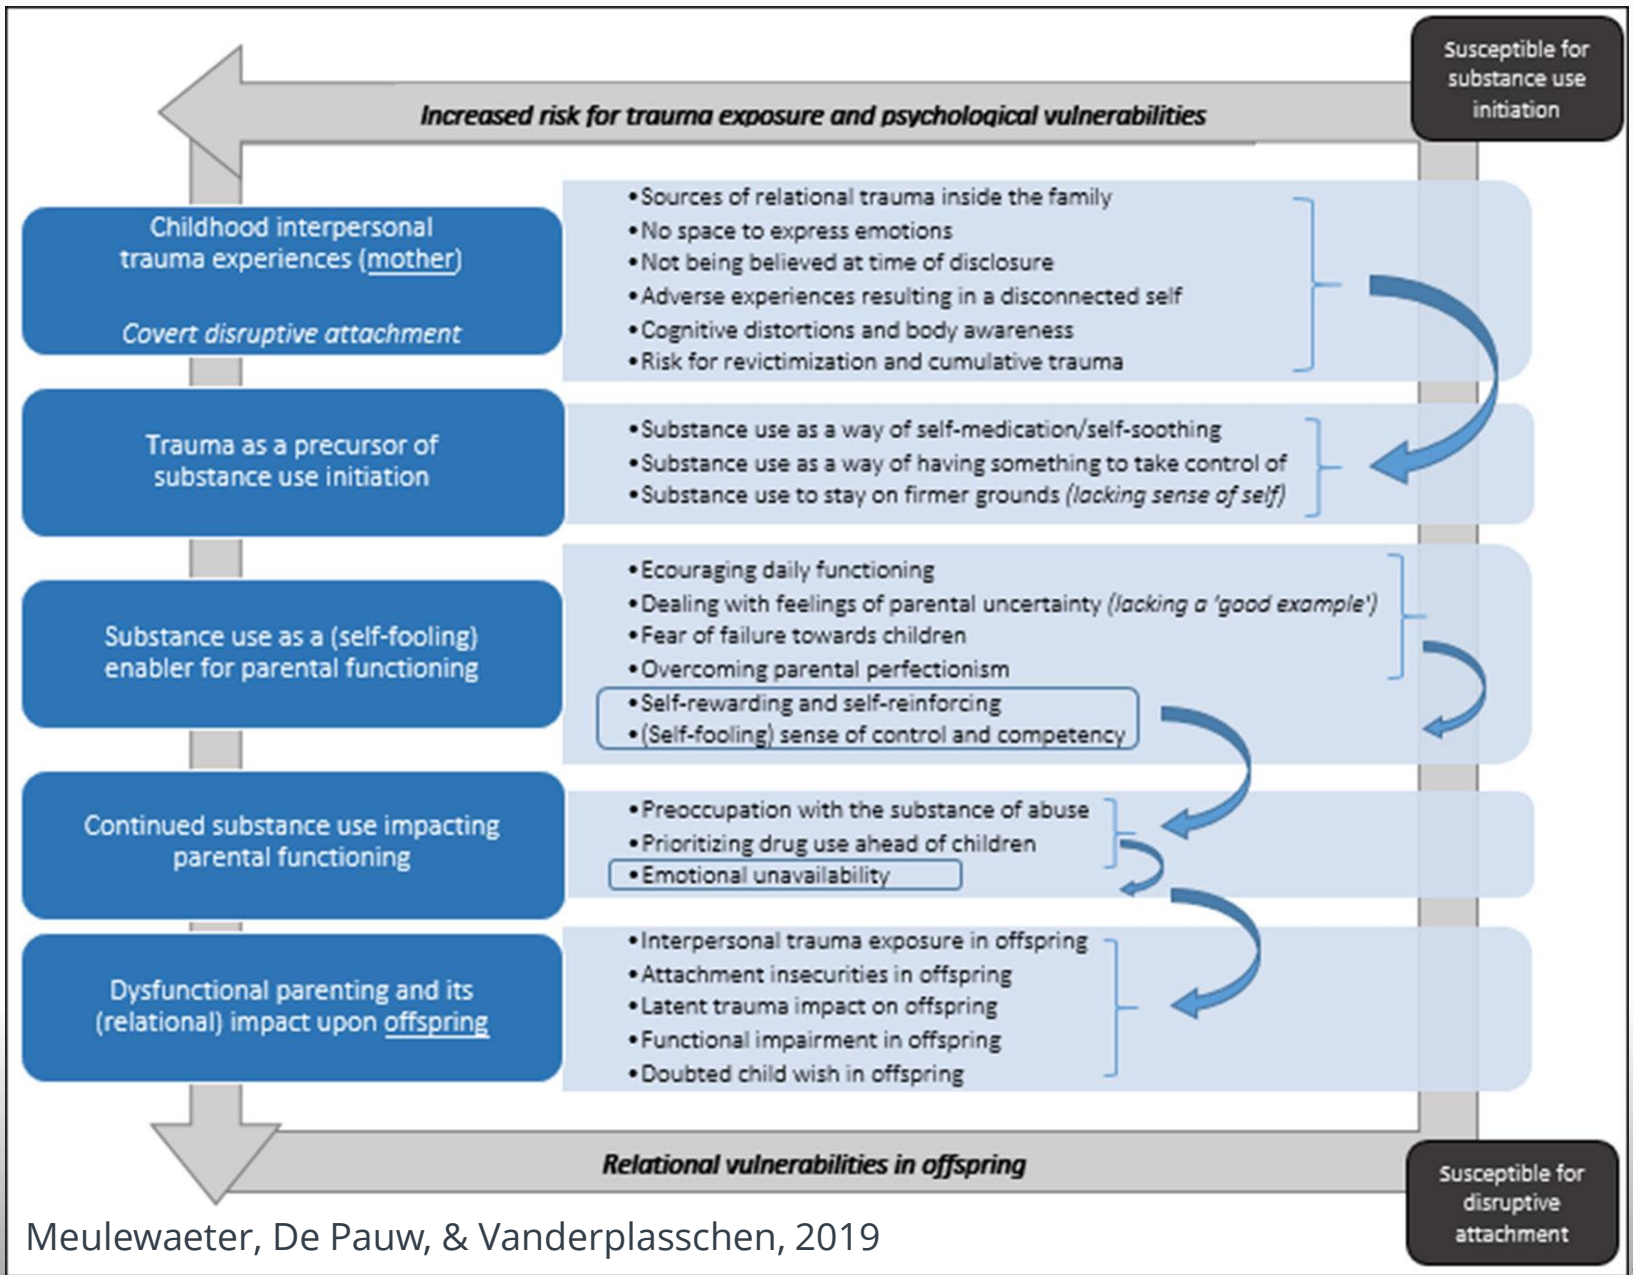 Susceptible for
substance use
initiation
Increased risk for trauma exposure and psychological vulnerabilities
Childhood interpersonal
trauma experiences (mother)
Covert disruptive attachment
•Sources of relational trauma inside the family
•No space to express emotions
•Not being believed at time of disclosure
•Adverse experiences resulting in a disconnected self
•Cognitive distortions and body awareness
•Risk for revictimization and cumulative trauma
Trauma as a precursor of
substance use initiation
•Substance use as a way of self-medication/self-soothing
•Substance use as a way of having something to take control of
•Substance use to stay on firmer grounds (lacking sense of self)
Substance use as a (self-fooling)
enabler for parental functioning
•Ecouraging daily functioning
•Dealing with feelings of parental uncertainty (lacking a 'good example')
•Fear of failure towards children
•Overcoming parental perfectionism
•Self-rewarding and self-reinforcing
•(Self-fooling) sense of control and competency
Continued substance use impacting
parental functioning
•Preoccupation with the substance of abuse
•Prioritizing drug use ahead of children
•Emotional unavailability
Dysfunctional parenting and its
(relational) impact upon offspring
•Interpersonal trauma exposure in offspring
•Attachment insecurities in offspring
•Latent trauma impact on offspring
•Functional impairment in offspring
•Doubted child wish in offspring
Relational vulnerabilities in offspring
Susceptible for
disruptive
attachment
Meulewaeter, De Pauw, & Vanderplasschen, 2019